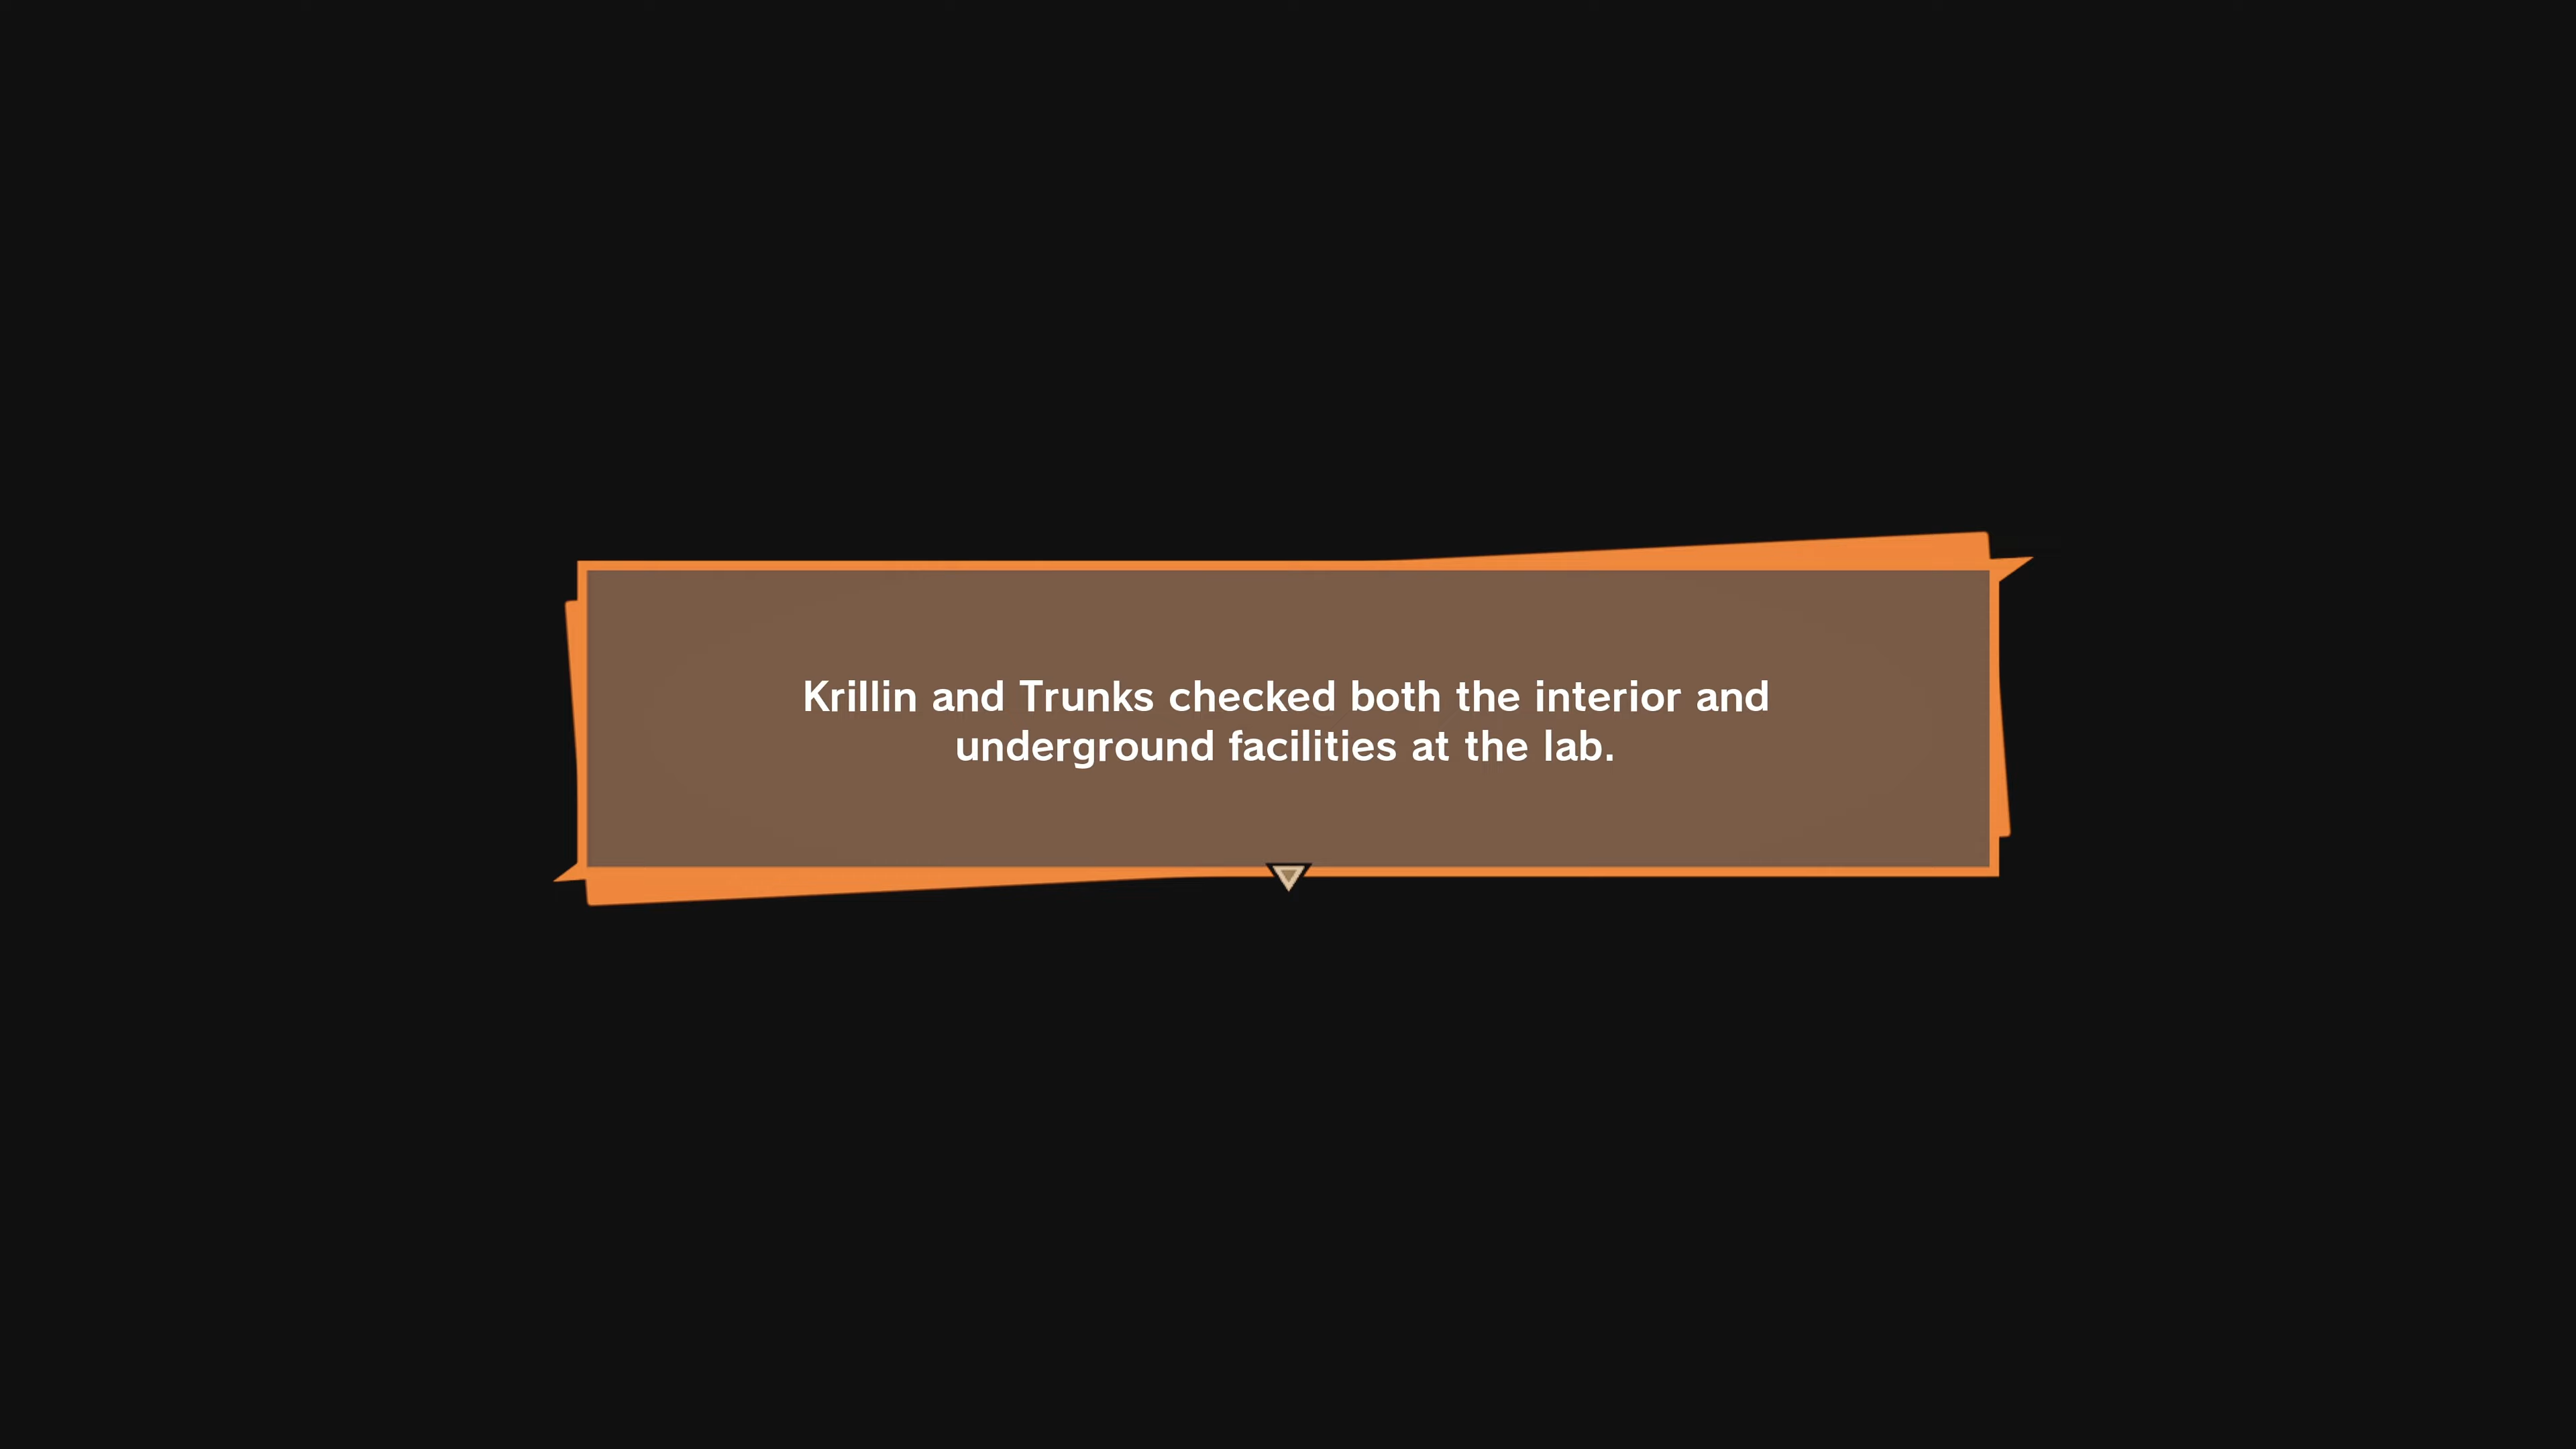 Krillin and Trunks checked both the interior and
underground facilities at the lab.